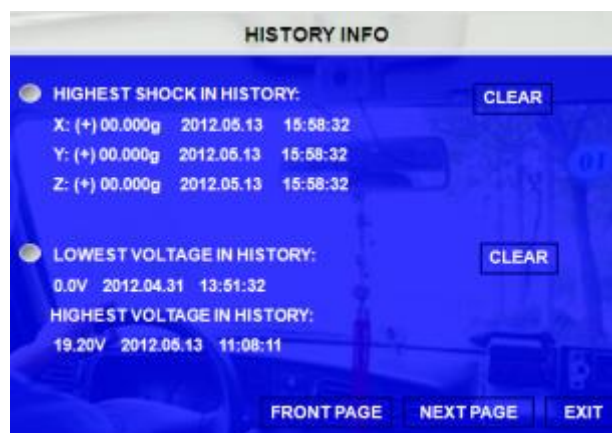 HISTORY INFO
HIGHEST SHOCK IN HISTORY:
CLEAR
X: (+) 00.000g 2012.05.13 15:58:32
Y: (+) 00.000g 2012.05.13 15:58:32
Z: (+) 00.000g 2012.05.13 15:58:32
LOWEST VOLTAGE IN HISTORY:
CLEAR
0.0V 2012.04.31 13:51:32
HIGHEST VOLTAGE IN HISTORY:
19.20V 2012.05.13 11:08:11
FRONT PAGE NEXT PAGE EXIT